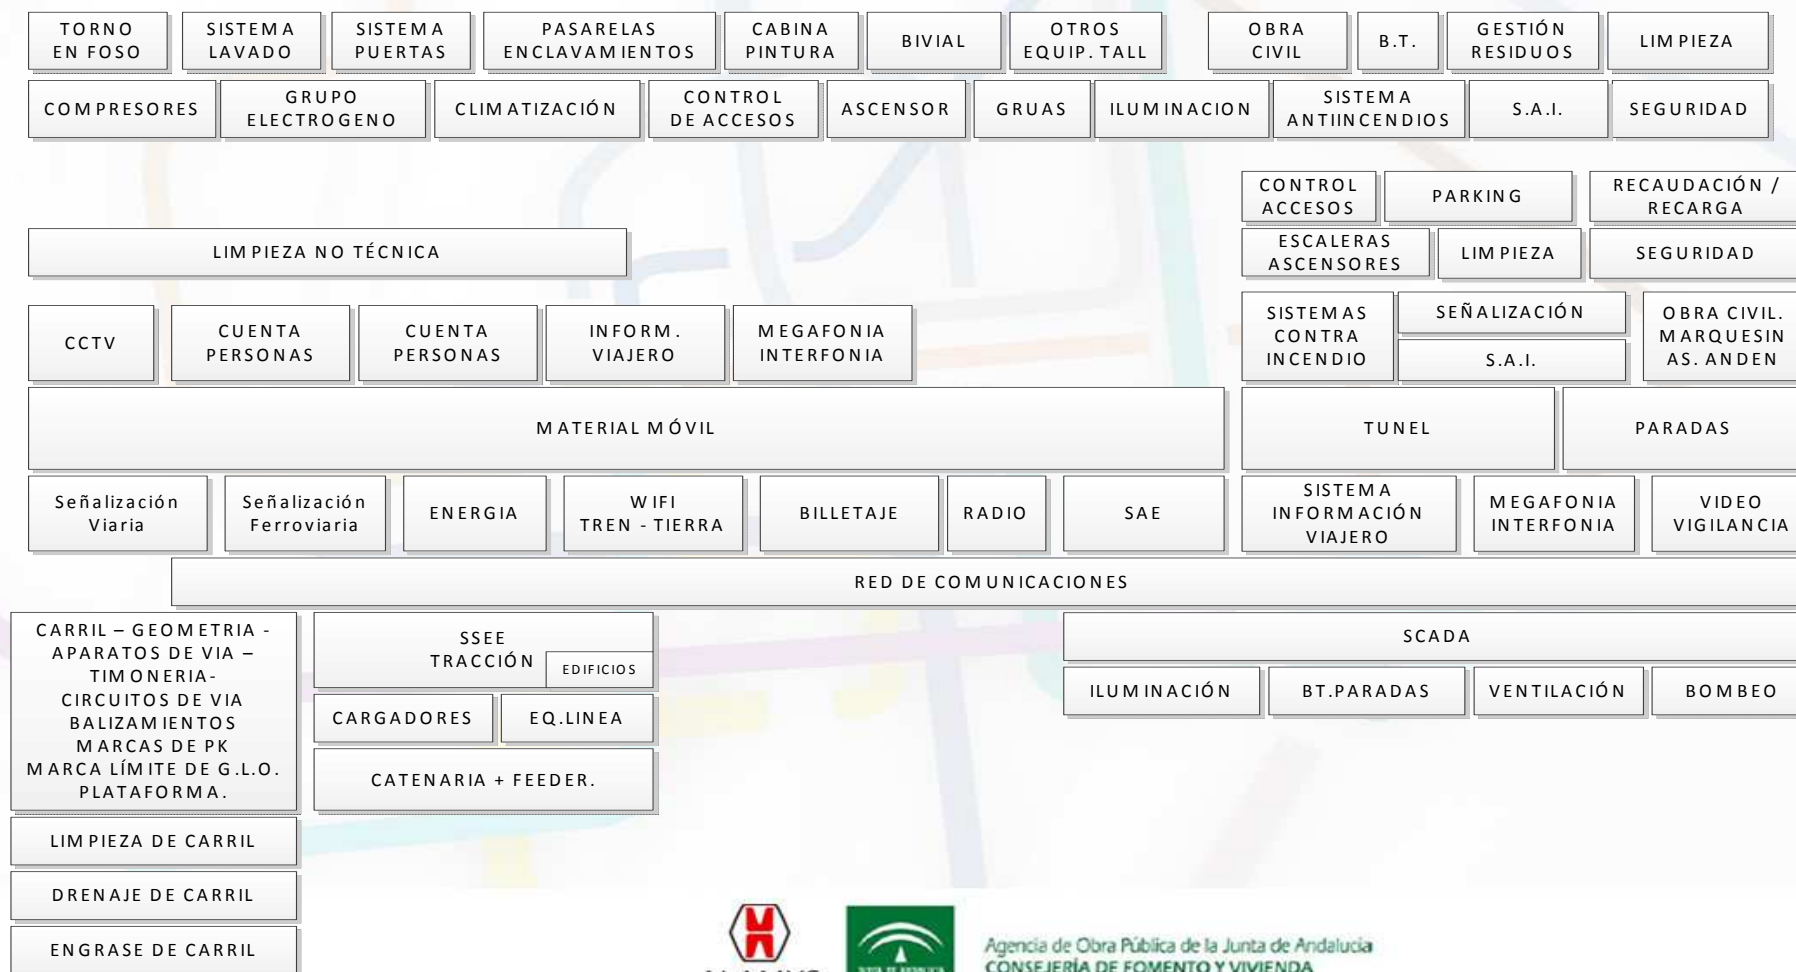 TORNO
EN FOSO
SISTEMA
LAVADO
SISTEMA
PUERTAS
PASARELAS
ENCLAVAMIENTOS
CABINA
PINTURA
BIVIAL
OTROS
EQUIP. TALL
OBRA
CIVIL
B.T.
GESTIÓN
RESIDUOS
LIMPIEZA
COMPRESORES
GRUPO
ELECTROGENO
CLIMATIZACIÓN
CONTROL
DE ACCESOS
ASCENSOR
GRUAS
ILUMINACION
SISTEMA
ANTIINCENDIOS
S.A.I.
SEGURIDAD
CONTROL
ACCESOS
PARKING
RECAUDACIÓN /
RECARGA
LIMPIEZA NO TÉCNICA
ESCALERAS
ASCENSORES
LIMPIEZA
SEGURIDAD
CCTV
CUENTA
PERSONAS
CUENTA
PERSONAS
INFORM.
VIAJERO
MEGAFONIA
INTERFONIA
SISTEMAS
CONTRA
INCENDIO
SEÑALIZACIÓN
S.A.I.
OBRA CIVIL.
MARQUESIN
AS. ANDEN
MATERIAL MÓVIL
TUNEL
PARADAS
Señalización
Viaria
Señalización
Ferroviaria
ENERGIA
WIFI
TREN - TIERRA
BILLETAJE
RADIO
SAE
SISTEMA
INFORMACIÓN
VIAJERO
MEGAFONIA
INTERFONIA
VIDEO
VIGILANCIA
RED DE COMUNICACIONES
CARRIL – GEOMETRIA -
APARATOS DE VIA –
TIMONERIA-
CIRCUITOS DE VIA
BALIZAMIENTOS
MARCAS DE PK
MARCA LÍMITE DE G.L.O.
PLATAFORMA.
SSEE
TRACCIÓN
EDIFICIOS
SCADA
CARGADORES
EQ.LINEA
ILUMINACIÓN
BT.PARADAS
VENTILACIÓN
BOMBEO
CATENARIA + FEEDER.
LIMPIEZA DE CARRIL
DRENAJE DE CARRIL
ENGRASE DE CARRIL
Agencia de Obra Pública de la Junta de Andalucía
CONSEJERÍA DE FOMENTO Y VIVIENDA